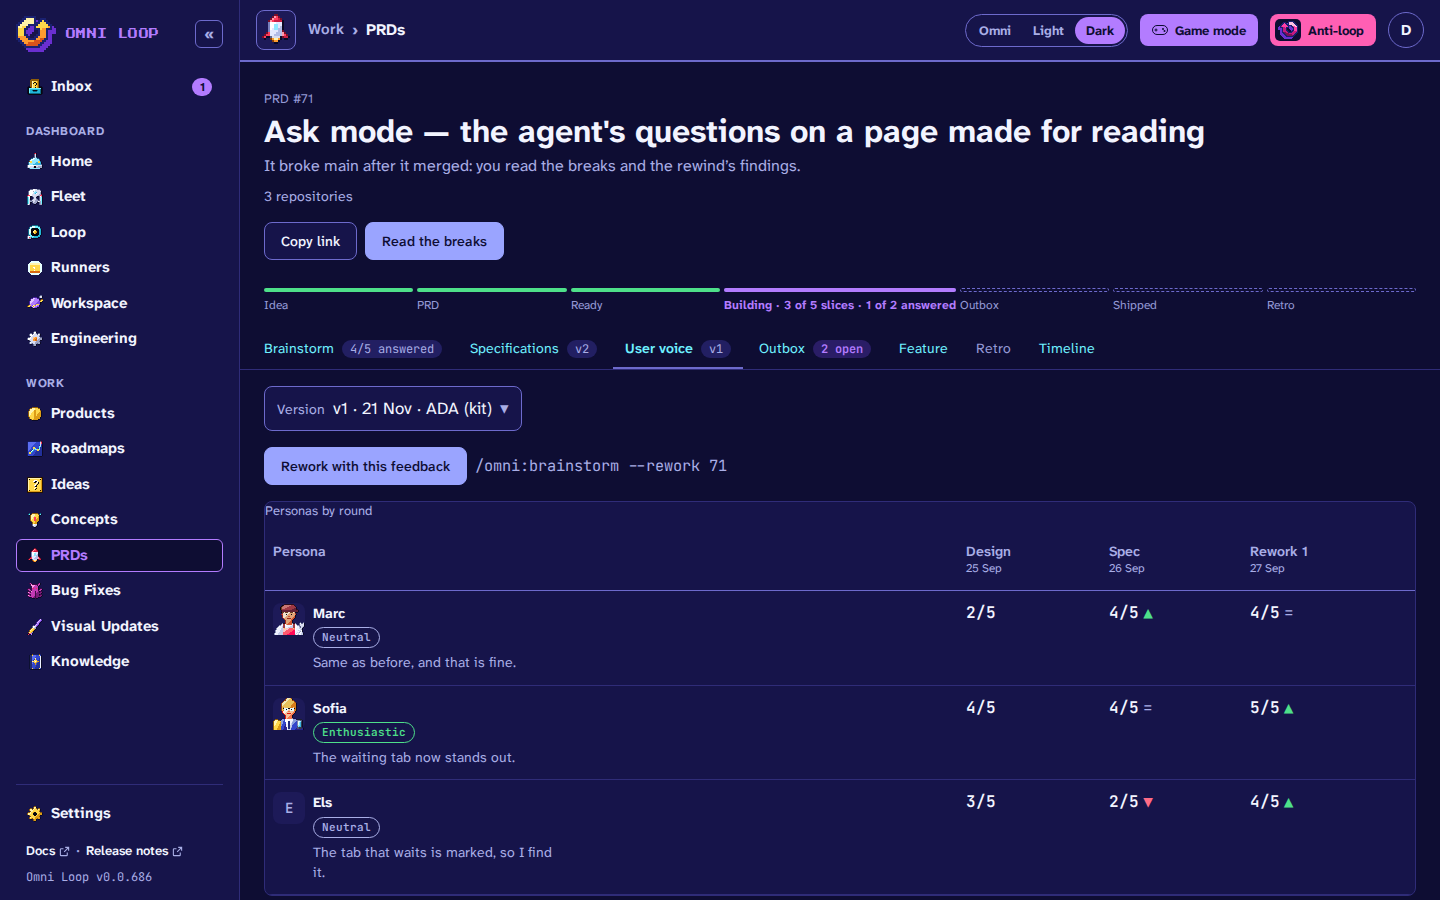 OMNI LOOP
«
Inbox
1
DASHBOARD
Home
Fleet
Loop
Runners
Workspace
Engineering
WORK
Products
Roadmaps
Ideas
Concepts
PRDs
Bug Fixes
Visual Updates
Knowledge
Settings
Docs · Release notes
Omni Loop v0.0.686
Work › PRDs
Omni Light Dark
Game mode
Anti-loop
D
PRD #71
Ask mode — the agent's questions on a page made for reading
It broke main after it merged: you read the breaks and the rewind's findings.
3 repositories
Copy link
Read the breaks
Idea
PRD
Ready
Building · 3 of 5 slices · 1 of 2 answered
Outbox
Shipped
Retro
Brainstorm 4/5 answered
Specifications v2
User voice v1
Outbox 2 open
Feature
Retro
Timeline
Version v1 · 21 Nov · ADA (kit) ▼
Rework with this feedback /omni:brainstorm --rework 71
Personas by round
Persona Design Spec Rework 1
25 Sep 26 Sep 27 Sep
Marc 2/5 4/5 ▲ 4/5 =
Neutral
Same as before, and that is fine.
Sofia 4/5 4/5 = 5/5 ▲
Enthusiastic
The waiting tab now stands out.
E Els 3/5 2/5 ▼ 4/5 ▲
Neutral
The tab that waits is marked, so I find
it.